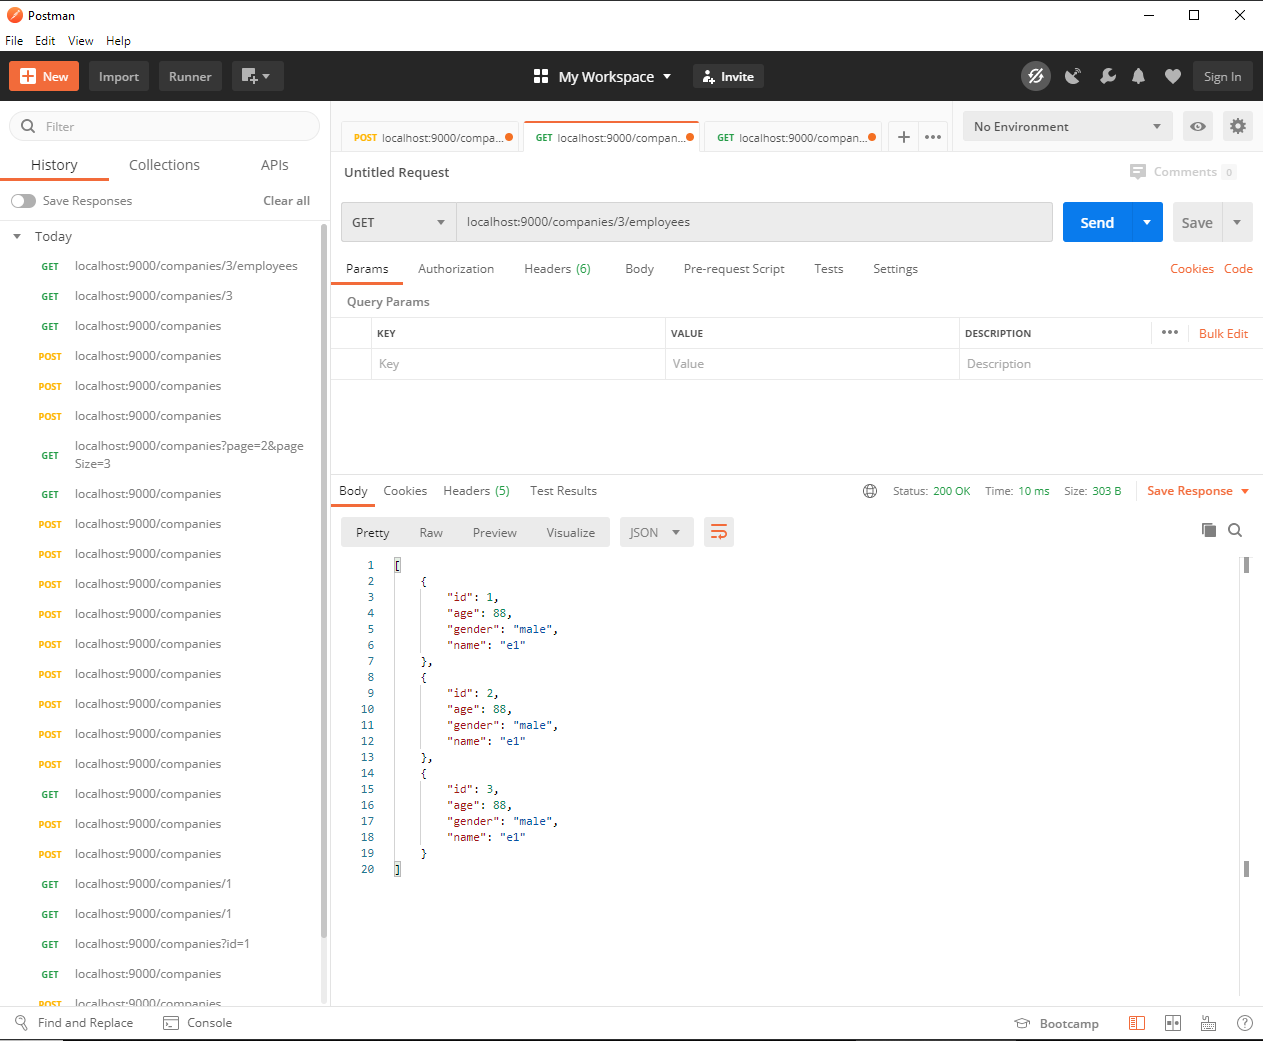 Postman
File Edit View Help
New Import Runner My Workspace Invite Sign In
Filter
History Collections APIs
Save Responses Clear all
Today
GET localhost:9000/companies/3/employees
GET localhost:9000/companies/3
GET localhost:9000/companies
POST localhost:9000/companies
POST localhost:9000/companies
POST localhost:9000/companies
GET localhost:9000/companies?page=2&page
Size=3
GET localhost:9000/companies
POST localhost:9000/companies
POST localhost:9000/companies
POST localhost:9000/companies
POST localhost:9000/companies
POST localhost:9000/companies
POST localhost:9000/companies
POST localhost:9000/companies
POST localhost:9000/companies
POST localhost:9000/companies
GET localhost:9000/companies
POST localhost:9000/companies
POST localhost:9000/companies
GET localhost:9000/companies/1
GET localhost:9000/companies/1
GET localhost:9000/companies?id=1
GET localhost:9000/companies
POST localhost:9000/companies
POST localhost:9000/compa... GET localhost:9000/compan... GET localhost:9000/compan...
No Environment
Untitled Request Comments 0
GET localhost:9000/companies/3/employees Send Save
Params Authorization Headers (6) Body Pre-request Script Tests Settings Cookies Code
Query Params
KEY VALUE DESCRIPTION Bulk Edit
Key Value Description
Body Cookies Headers (5) Test Results Status: 200 OK Time: 10 ms Size: 303 B Save Response
Pretty Raw Preview Visualize JSON
1 [
2 {
3 "id": 1,
4 "age": 88,
5 "gender": "male",
6 "name": "e1"
7 },
8 {
9 "id": 2,
10 "age": 88,
11 "gender": "male",
12 "name": "e1"
13 },
14 {
15 "id": 3,
16 "age": 88,
17 "gender": "male",
18 "name": "e1"
19 }
20 ]
Find and Replace Console Bootcamp